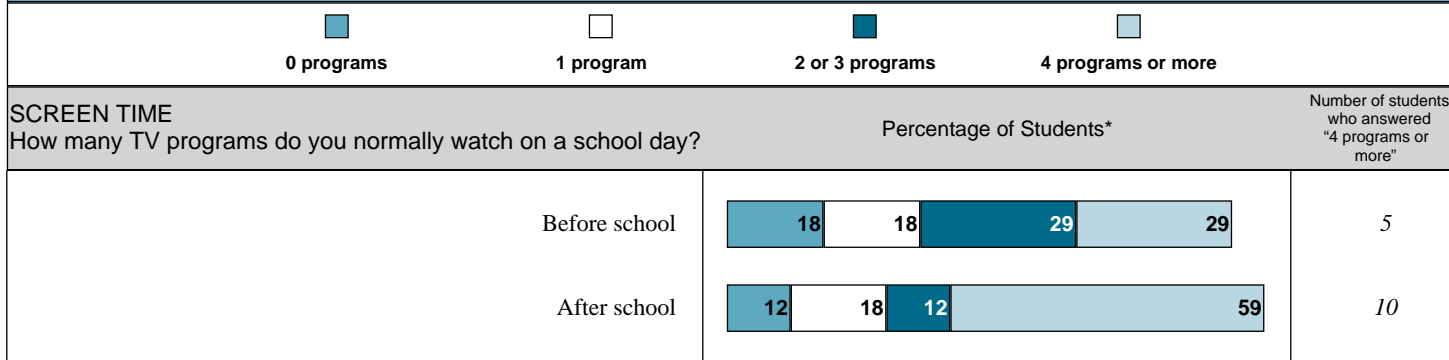 0 programs 1 program 2 or 3 programs 4 programs or more
SCREEN TIME
How many TV programs do you normally watch on a school day?
Percentage of Students*
Number of students
who answered
“4 programs or
more”
Before school 18 18 29 29 5
After school 12 18 12 59 10